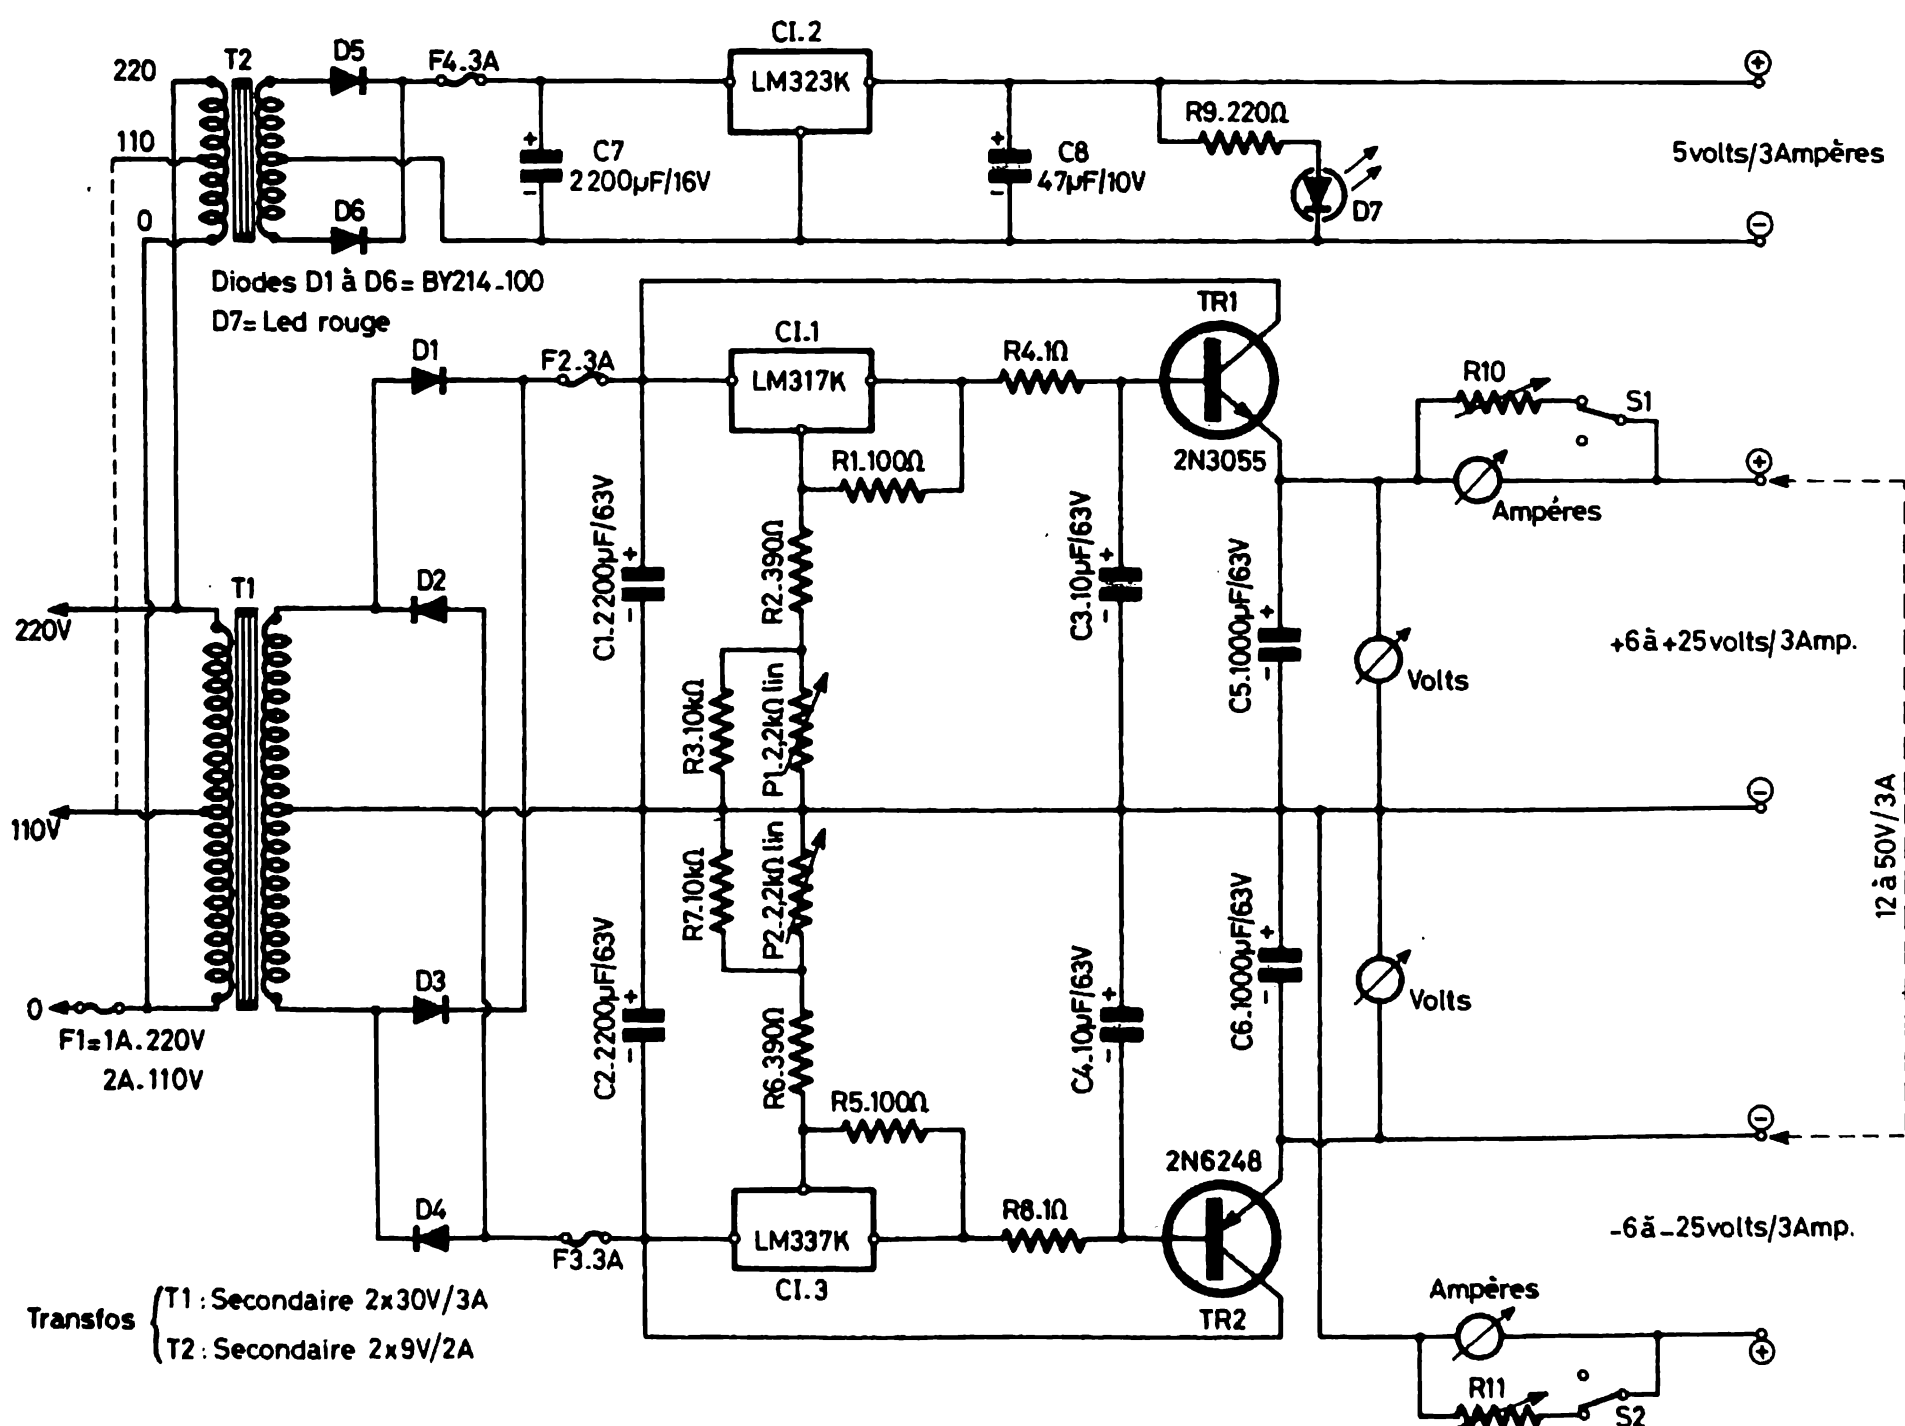 CI.2
T2
D5
F4.3A
220
LM323K
R9.220Ω
110
C7
2200µF/16V
C8
47µF/10V
5volts/3Ampères
0
D6
D7
Diodes D1 à D6= BY214-100
D7= Led rouge
TR1
CI.1
D1
F2-3A
LM317K
R4.1Ω
R10
S1
2N3055
R1.100Ω
Ampéres
C1-2200µF/63V
R2.390Ω
C3.10µF/63V
C5.1000µF/63V
T1
D2
220V
+6à+25volts/3Amp.
Volts
R3.10kΩ
P1-2,2kΩ lin
110V
12 à 50V/3A
R7.10kΩ
P2-2,2kΩ lin
C2-2200µF/63V
C4.10µF/63V
C6.1000µF/63V
D3
Volts
0
F1=1A.220V
2A.110V
R6.390Ω
R5.100Ω
2N6248
D4
R8.1Ω
LM337K
F3.3A
CI.3
-6à-25volts/3Amp.
Transfos
T1: Secondaire 2x30V/3A
T2: Secondaire 2x9V/2A
TR2
Ampères
R11
S2